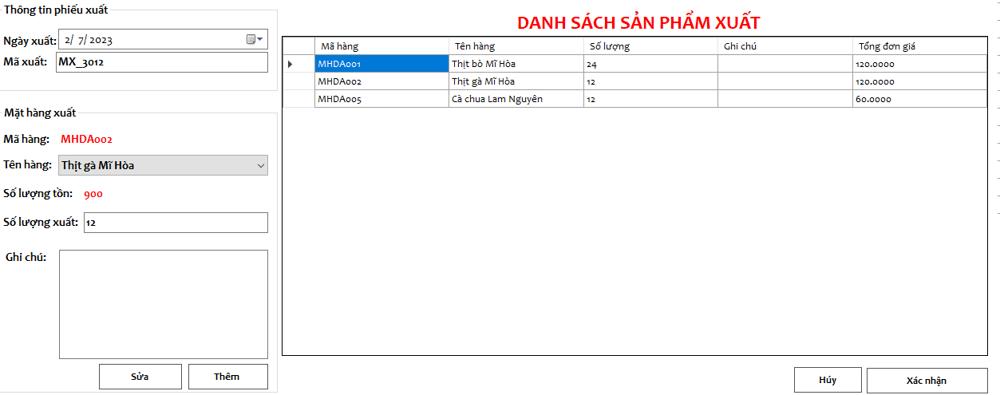 Thông tin phiếu xuất
Ngày xuất: 2/ 7/ 2023
Mã xuất: MX_3012
Mặt hàng xuất
Mã hàng: MHDA002
Tên hàng: Thịt gà Mĩ Hòa
Số lượng tồn: 900
Số lượng xuất: 12
Ghi chú:
Sửa Thêm
DANH SÁCH SẢN PHẨM XUẤT
Mã hàng Tên hàng Số lượng Ghi chú Tổng đơn giá
MHDA001 Thịt bò Mĩ Hòa 24 120.0000
MHDA002 Thịt gà Mĩ Hòa 12 120.0000
MHDA005 Cà chua Lam Nguyên 12 60.0000
Húy Xác nhận